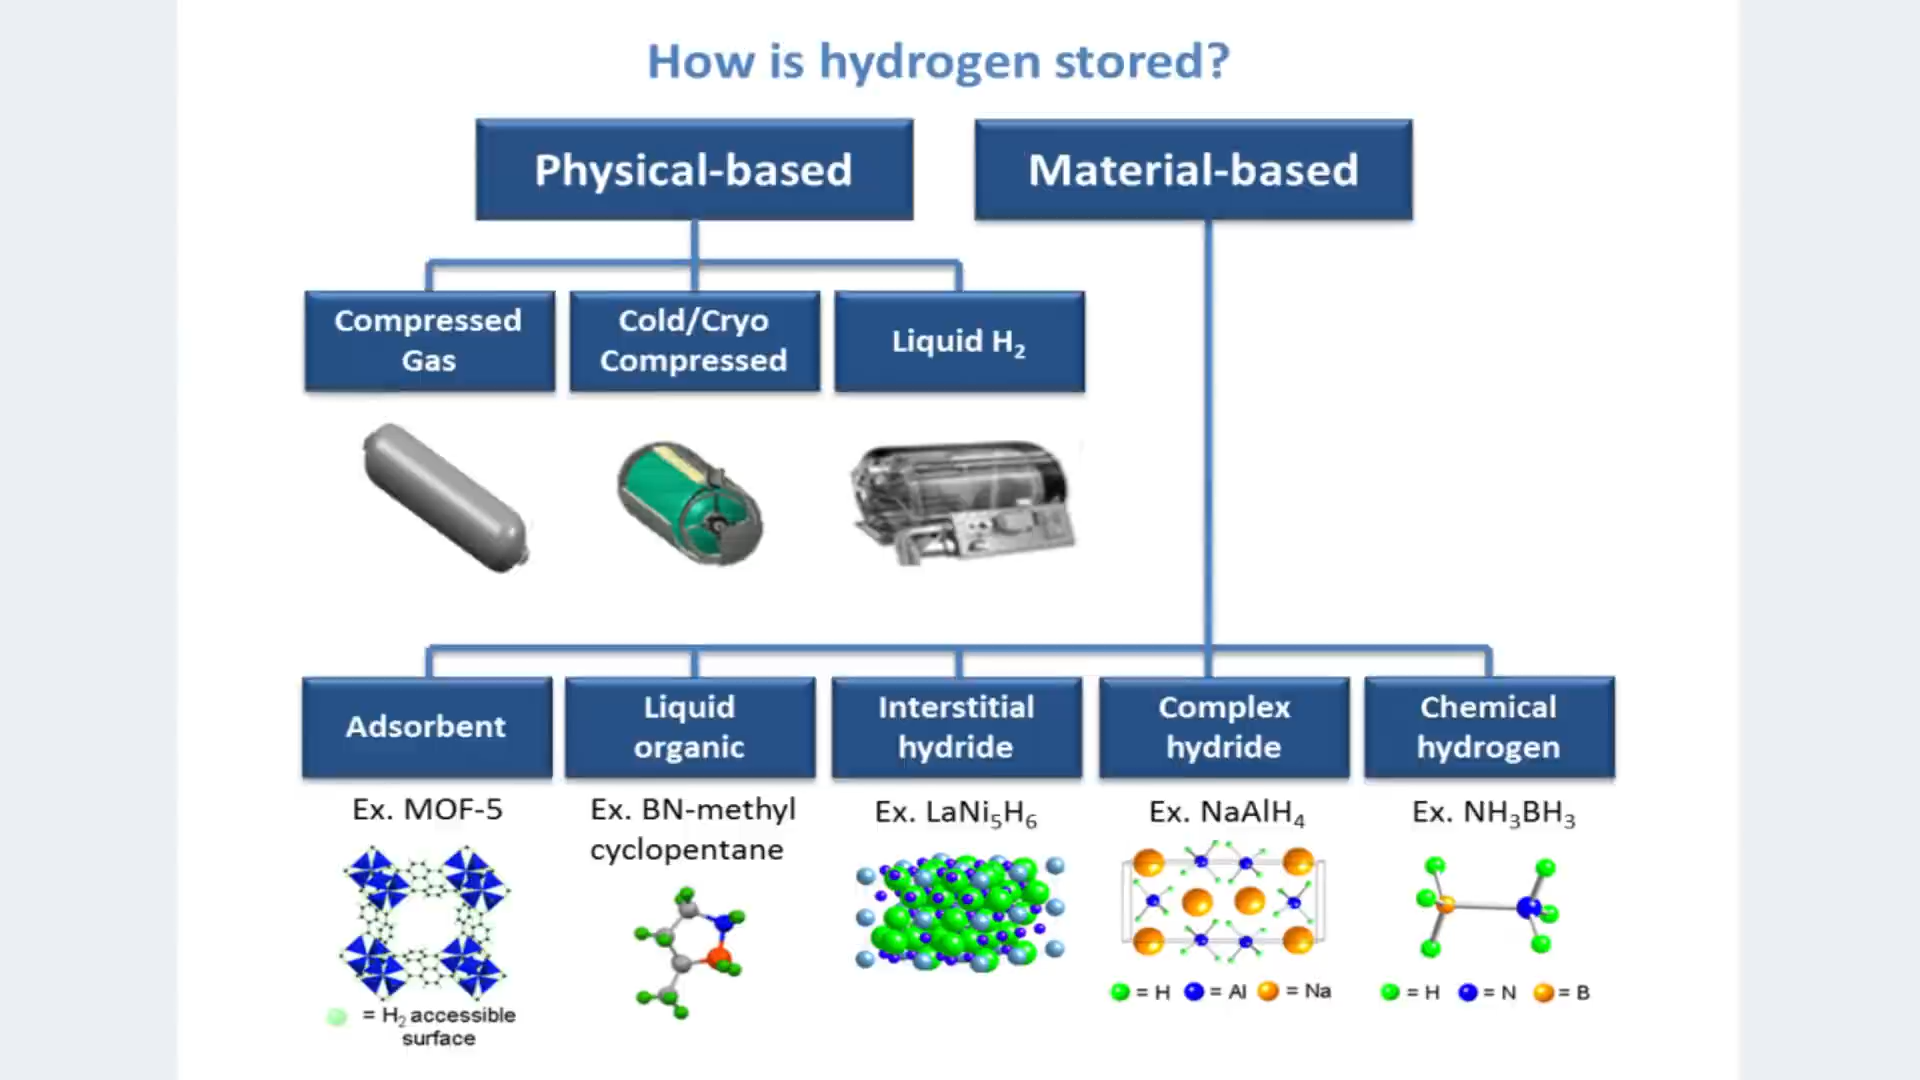 How is hydrogen stored?
Physical-based
Material-based
Compressed
Gas
Cold/Cryo
Compressed
Liquid H₂
Adsorbent
Liquid
organic
Interstitial
hydride
Complex
hydride
Chemical
hydrogen
Ex. MOF-5
Ex. BN-methyl
cyclopentane
Ex. LaNi₅H₆
Ex. NaAlH₄
Ex. NH₃BH₃
= H₂ accessible
surface
= H = Al = Na
= H = N = B